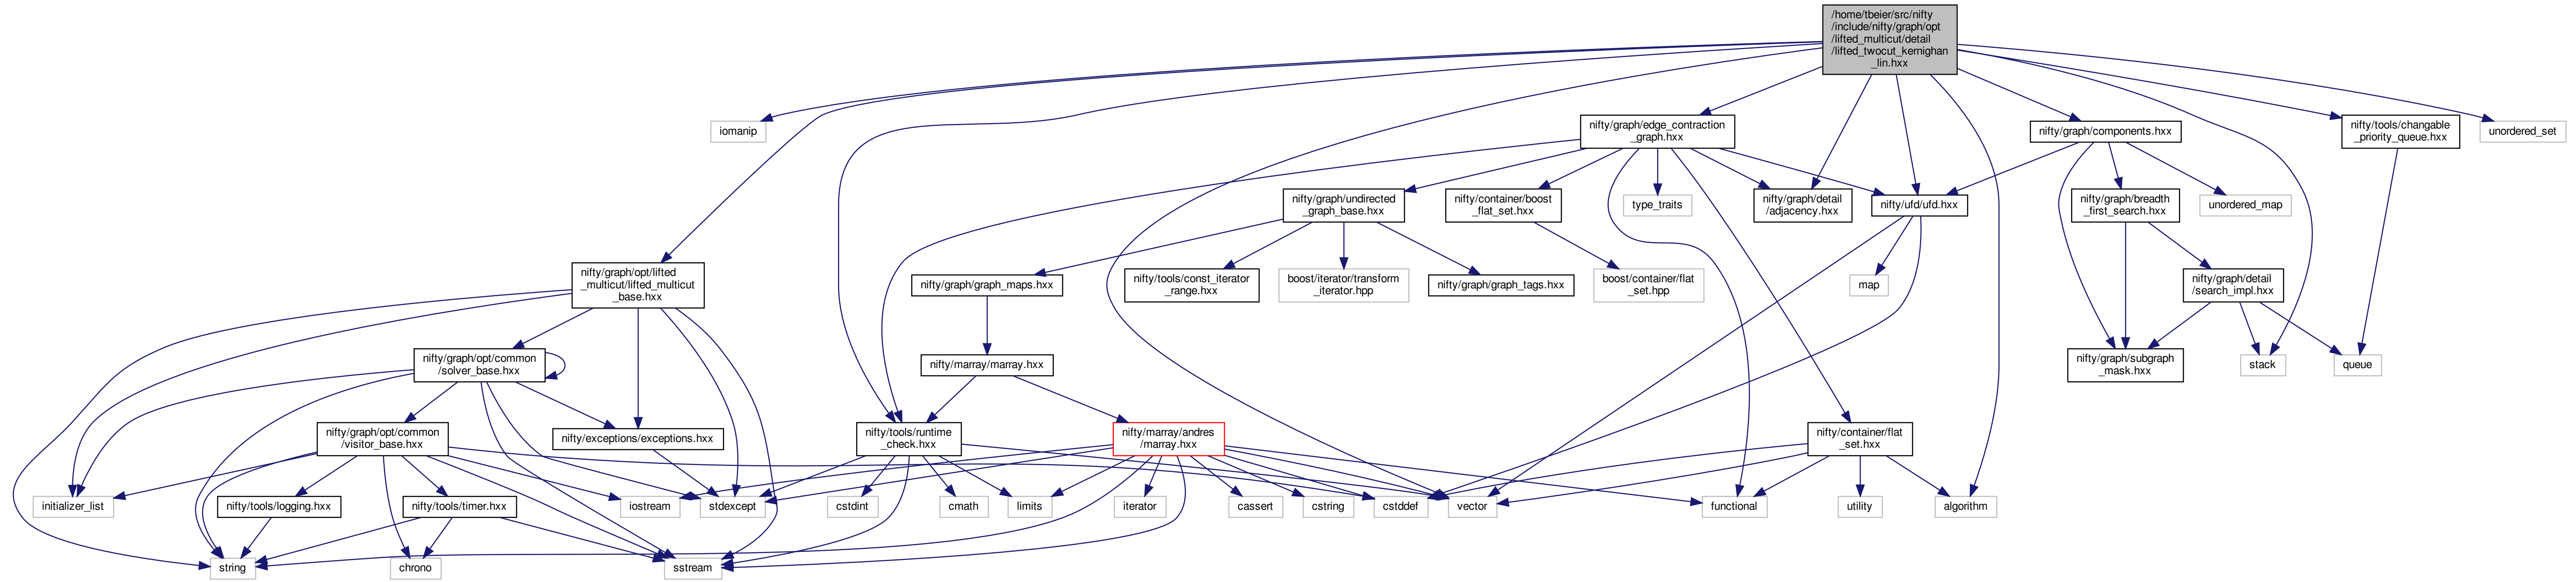 /home/tbeier/src/nifty
/include/nifty/graph/opt
/lifted_multicut/detail
/lifted_twocut_kernighan
_lin.hxx
iomanip
nifty/graph/edge_contraction
_graph.hxx
nifty/graph/components.hxx
nifty/tools/changable
_priority_queue.hxx
unordered_set
nifty/graph/undirected
_graph_base.hxx
nifty/container/boost
_flat_set.hxx
type_traits
nifty/graph/detail
/adjacency.hxx
nifty/ufd/ufd.hxx
nifty/graph/breadth
_first_search.hxx
unordered_map
nifty/graph/opt/lifted
_multicut/lifted_multicut
_base.hxx
nifty/graph/graph_maps.hxx
nifty/tools/const_iterator
_range.hxx
boost/iterator/transform
_iterator.hpp
nifty/graph/graph_tags.hxx
boost/container/flat
_set.hpp
map
nifty/graph/detail
/search_impl.hxx
nifty/graph/opt/common
/solver_base.hxx
nifty/marray/marray.hxx
nifty/graph/subgraph
_mask.hxx
stack
queue
nifty/graph/opt/common
/visitor_base.hxx
nifty/exceptions/exceptions.hxx
nifty/tools/runtime
_check.hxx
nifty/marray/andres
/marray.hxx
nifty/container/flat
_set.hxx
initializer_list
nifty/tools/logging.hxx
nifty/tools/timer.hxx
iostream
stdexcept
cstdint
cmath
limits
iterator
cassert
cstring
cstddef
vector
functional
utility
algorithm
string
chrono
sstream